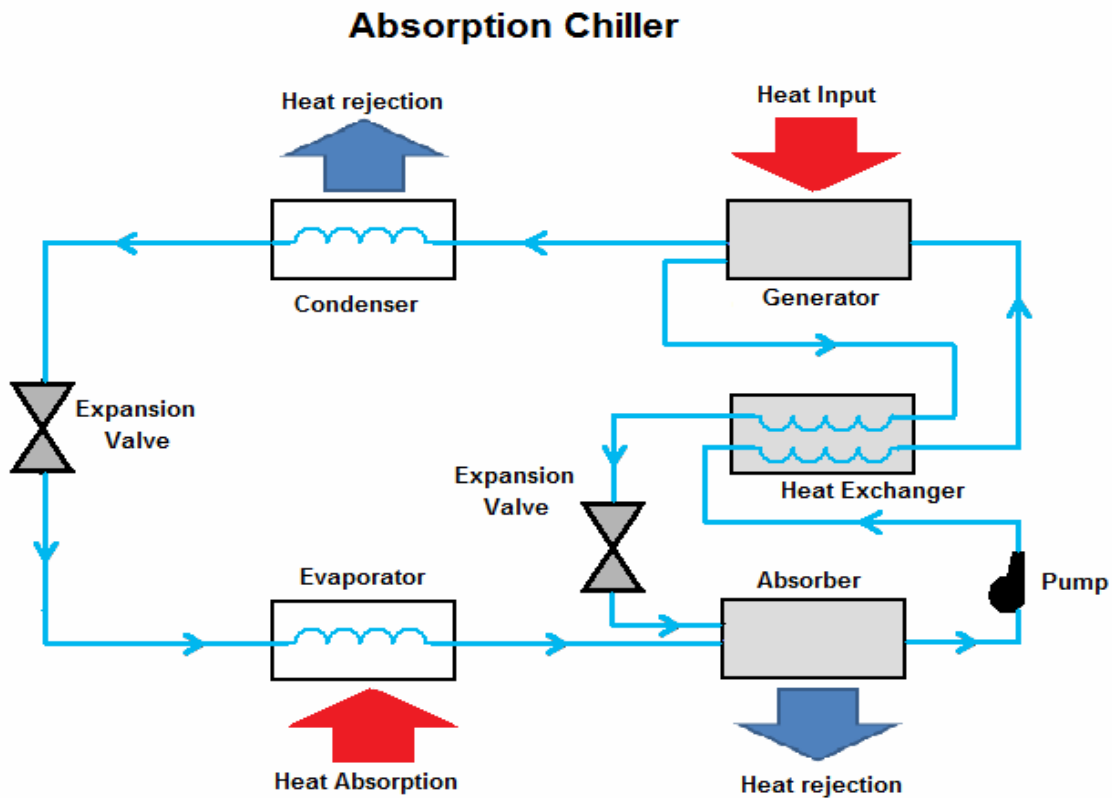 Absorption Chiller
Heat rejection
Heat Input
Condenser
Generator
Expansion
Valve
Expansion
Valve
Heat Exchanger
Evaporator
Absorber
Pump
Heat Absorption
Heat rejection